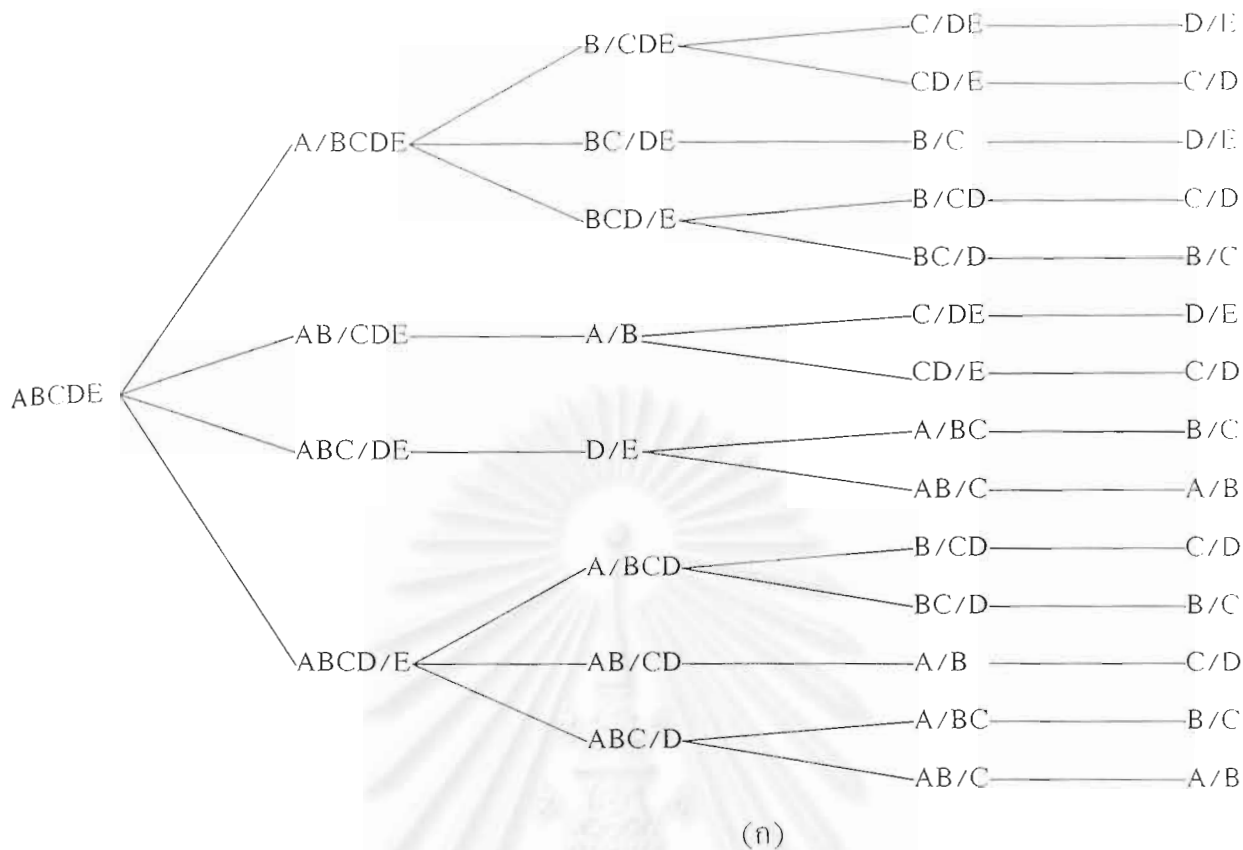 C/DE D/E
B/CDE
CD/E C/D
A/BCDE BC/DE B/C D/E
B/CD C/D
BCD/E
BC/D B/C
C/DE D/E
AB/CDE A/B
CD/E C/D
ABCDE
A/BC B/C
ABC/DE D/E
AB/C A/B
B/CD C/D
A/BCD
BC/D B/C
ABCD/E AB/CD A/B C/D
A/BC B/C
ABC/D
AB/C A/B
(ก)